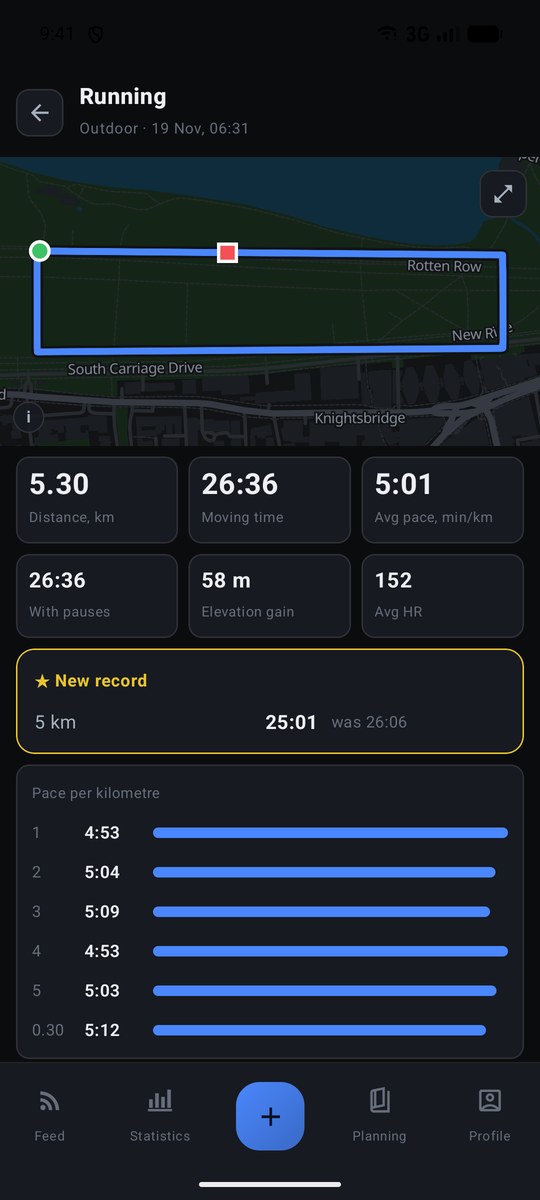 9:41 3G
Running
Outdoor · 19 Nov, 06:31
Rotten Row
New Ri
South Carriage Drive
d
i
Knightsbridge
5.30 26:36 5:01
Distance, km Moving time Avg pace, min/km
26:36 58 m 152
With pauses Elevation gain Avg HR
★ New record
5 km 25:01 was 26:06
Pace per kilometre
1 4:53
2 5:04
3 5:09
4 4:53
5 5:03
0.30 5:12
Feed Statistics + Planning Profile